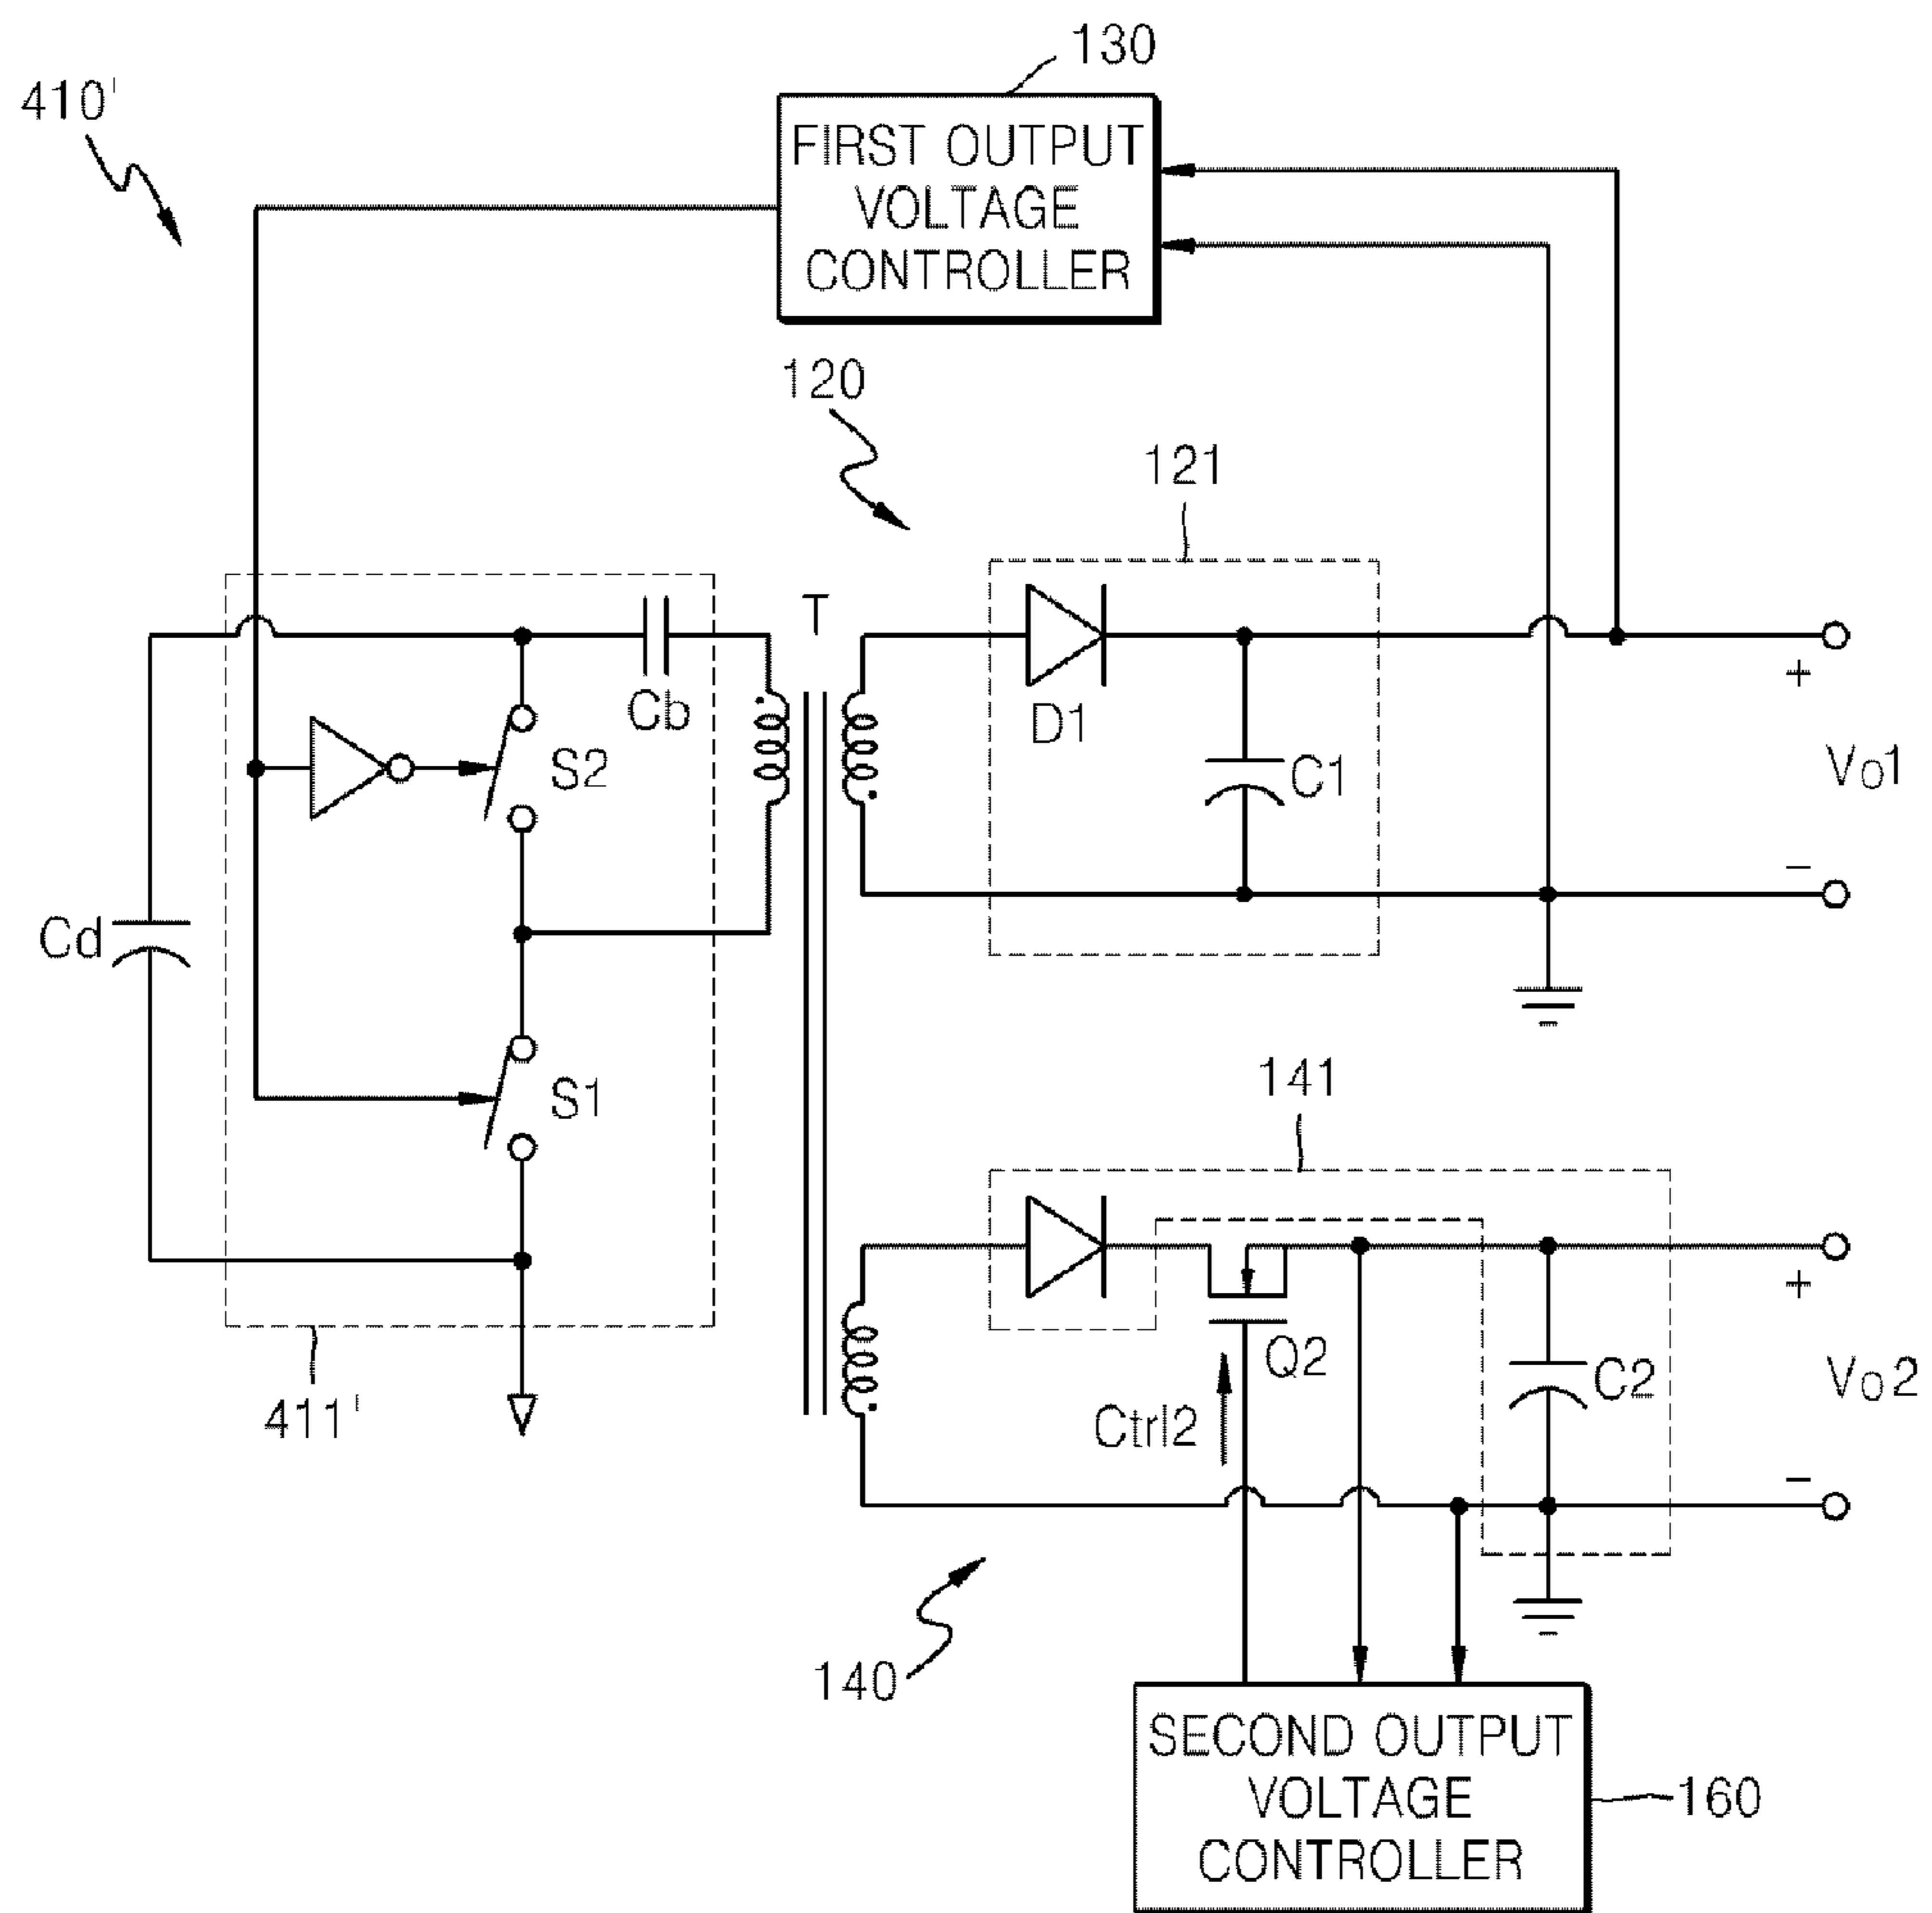 130
410'
FIRST OUTPUT
VOLTAGE
CONTROLLER
120
121
T
Cb
S2
D1
C1
+
Vo1
−
Cd
S1
141
411'
Q2
Ctrl2
C2
+
Vo2
−
140
SECOND OUTPUT
VOLTAGE
CONTROLLER
160